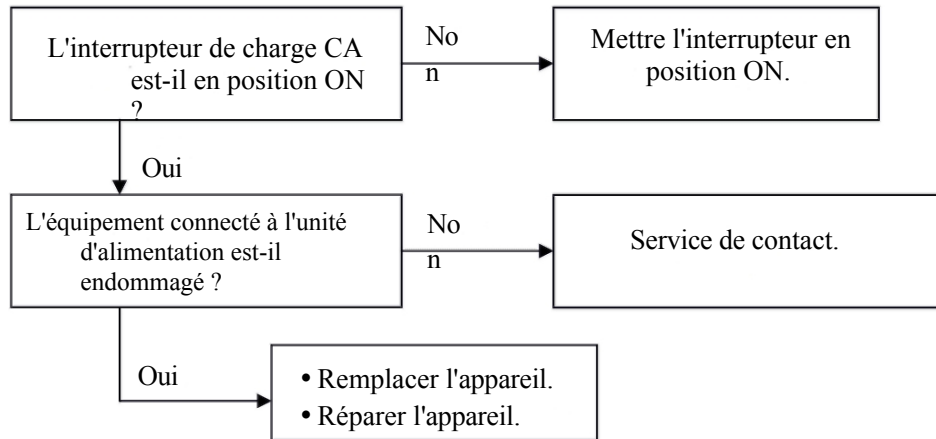 L'interrupteur de charge CA
est-il en position ON
?
No
n
Mettre l'interrupteur en
position ON.
Oui
L'équipement connecté à l'unité
d'alimentation est-il
endommagé ?
No
n
Service de contact.
Oui
• Remplacer l'appareil.
• Réparer l'appareil.